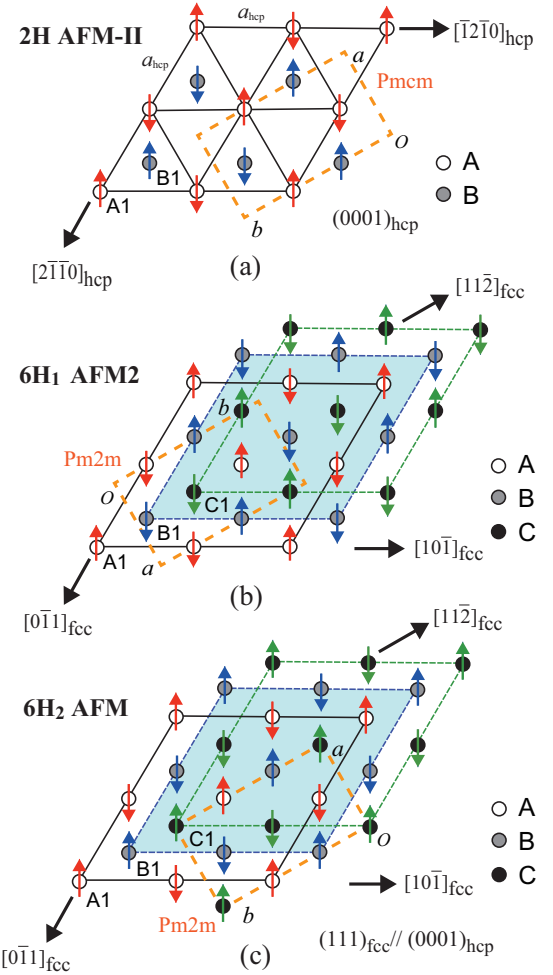 2H AFM-II
a_hcp
[1̅21̅0]_hcp
a_hcp
a
Pmcm
O
A
B1
A1
B
b
(0001)_hcp
[21̅1̅0]_hcp
(a)
[112̅]_fcc
6H₁ AFM2
b
Pm2m
O
A
C1
B
B1
C
A1
a
[101̅]_fcc
(b)
[01̅1]_fcc
[112̅]_fcc
6H₂ AFM
a
A
C1
O
B
B1
C
A1
[101̅]_fcc
Pm2m
b
[01̅1]_fcc
(c)
(111)_fcc// (0001)_hcp